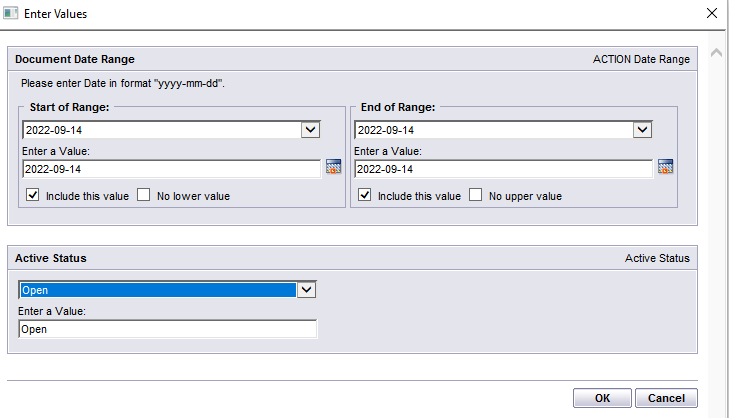 Enter Values
Document Date Range ACTION Date Range
Please enter Date in format "yyyy-mm-dd".
Start of Range: End of Range:
2022-09-14 2022-09-14
Enter a Value: Enter a Value:
2022-09-14 2022-09-14
Include this value No lower value Include this value No upper value
Active Status Active Status
Open
Enter a Value:
Open
OK Cancel